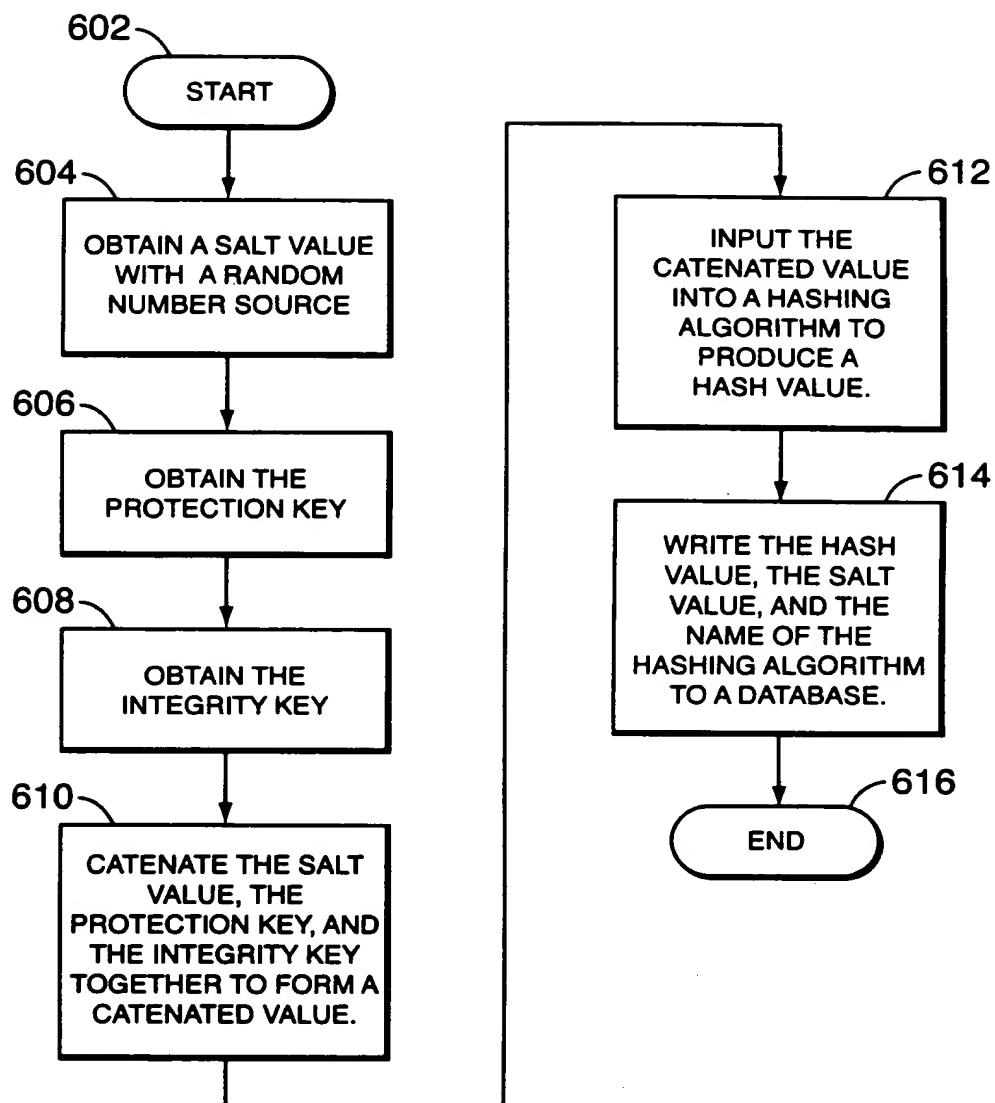 602
START
604
OBTAIN A SALT VALUE
WITH A RANDOM
NUMBER SOURCE
606
OBTAIN THE
PROTECTION KEY
608
OBTAIN THE
INTEGRITY KEY
610
CATENATE THE SALT
VALUE, THE
PROTECTION KEY, AND
THE INTEGRITY KEY
TOGETHER TO FORM A
CATENATED VALUE.
612
INPUT THE
CATENATED VALUE
INTO A HASHING
ALGORITHM TO
PRODUCE A
HASH VALUE.
614
WRITE THE HASH
VALUE, THE SALT
VALUE, AND THE
NAME OF THE
HASHING ALGORITHM
TO A DATABASE.
616
END